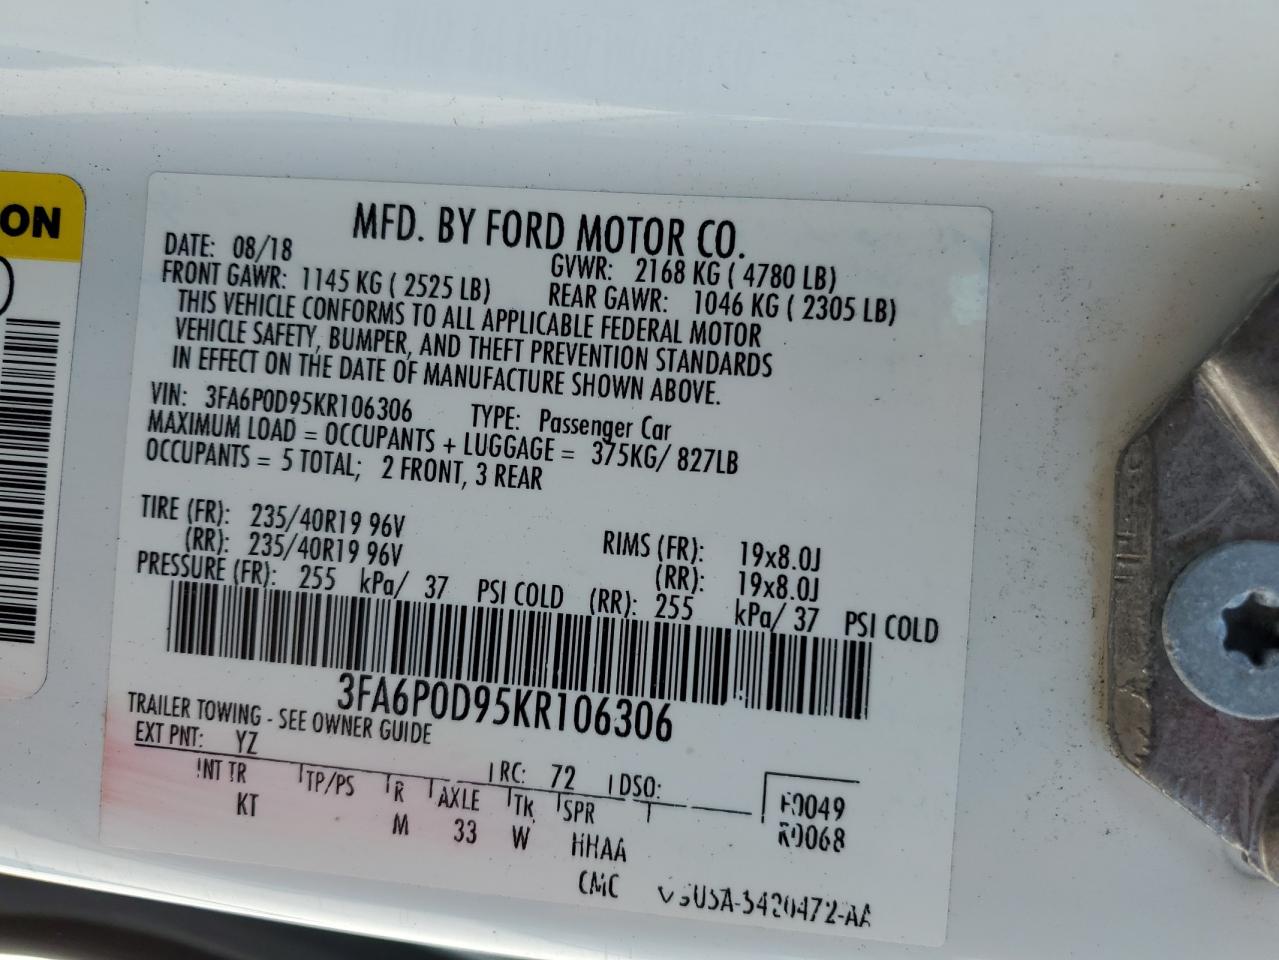 ON
MFD. BY FORD MOTOR CO.
DATE: 08/18 GVWR: 2168 KG ( 4780 LB)
FRONT GAWR: 1145 KG ( 2525 LB) REAR GAWR: 1046 KG ( 2305 LB)
THIS VEHICLE CONFORMS TO ALL APPLICABLE FEDERAL MOTOR
VEHICLE SAFETY, BUMPER, AND THEFT PREVENTION STANDARDS
IN EFFECT ON THE DATE OF MANUFACTURE SHOWN ABOVE.
VIN: 3FA6P0D95KR106306 TYPE: Passenger Car
MAXIMUM LOAD = OCCUPANTS + LUGGAGE = 375KG/ 827LB
OCCUPANTS = 5 TOTAL; 2 FRONT, 3 REAR
TIRE (FR): 235/40R19 96V RIMS (FR): 19x8.0J
(RR): 235/40R19 96V (RR): 19x8.0J
PRESSURE (FR): 255 kPa/ 37 PSI COLD (RR): 255 kPa/ 37 PSI COLD
3FA6P0D95KR106306
TRAILER TOWING - SEE OWNER GUIDE
EXT PNT: YZ RC: 72 DSO:
INT TR TP/PS R AXLE TK SPR F0049
KT M 33 W HHAA R0068
CMC